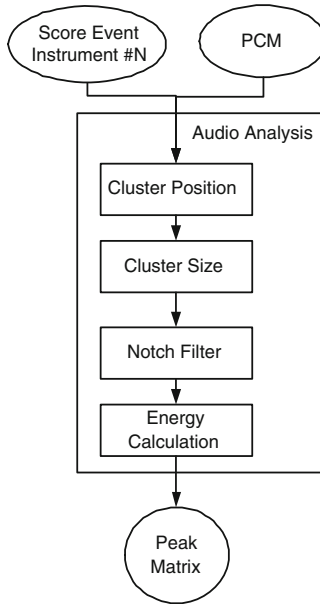 Score Event
Instrument #N
PCM
Audio Analysis
Cluster Position
Cluster Size
Notch Filter
Energy
Calculation
Peak
Matrix